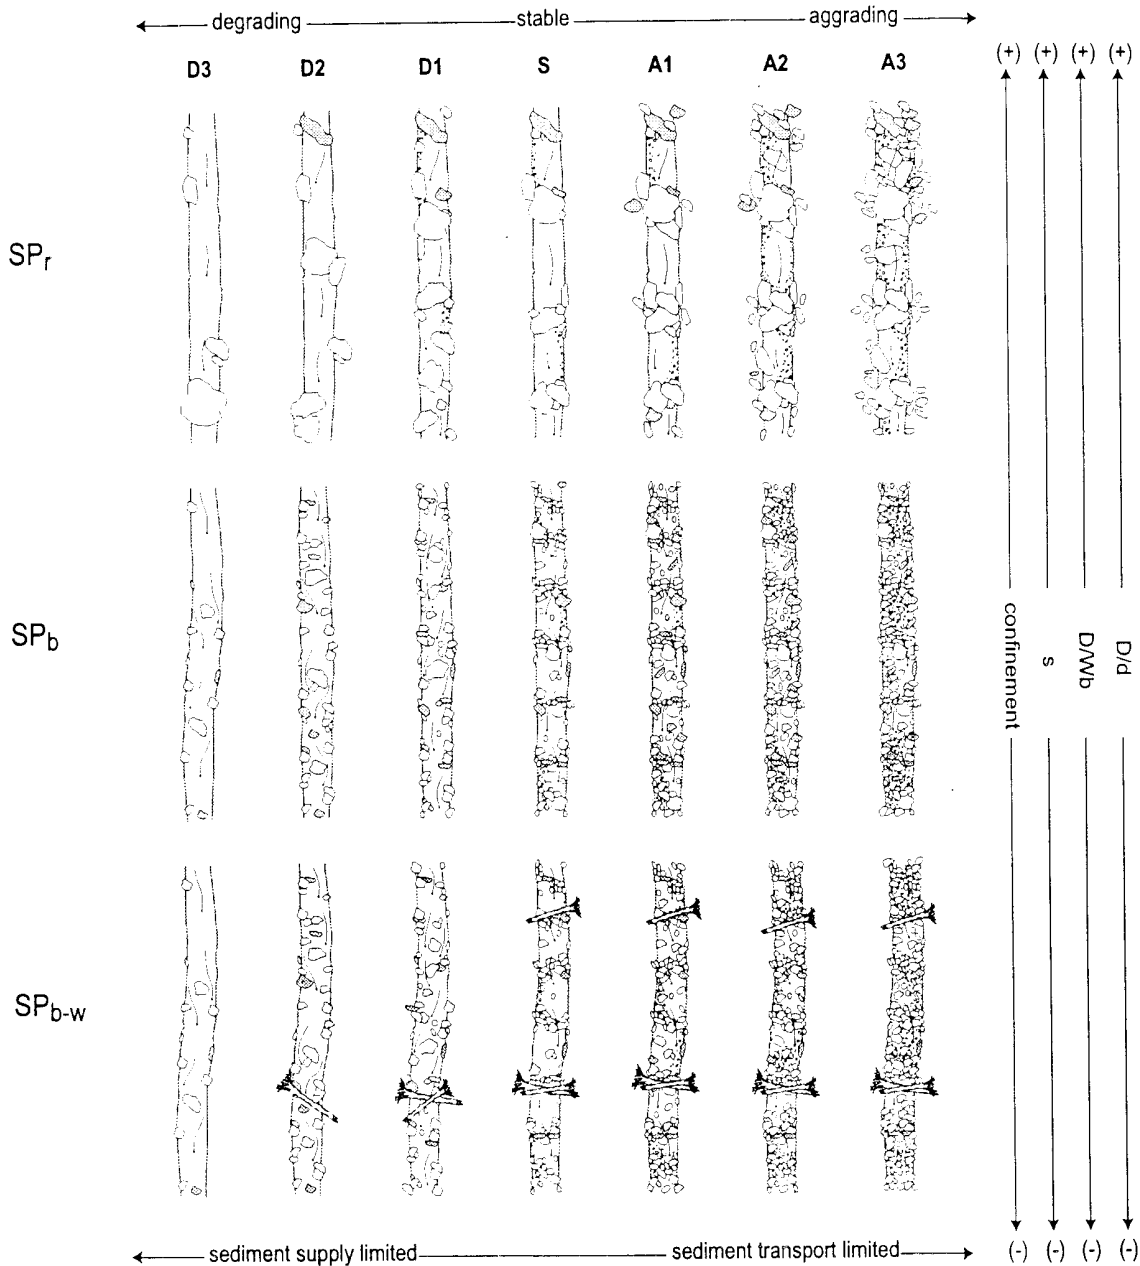 degrading stable aggrading
D3 D2 D1 S A1 A2 A3
(+) (+) (+) (+)
SPr
SPb
SPb-w
confinement
s
D/Wb
D/d
sediment supply limited sediment transport limited
(-) (-) (-) (-)